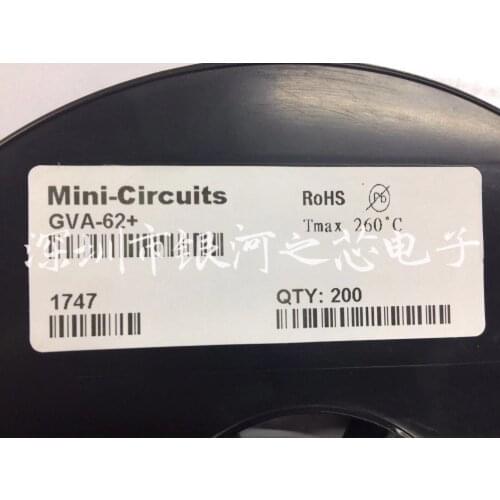 Mini-Circuits
RoHS
Pb
GVA-62+
Tmax 260°C
深圳市银河之芯电子
1747
QTY: 200